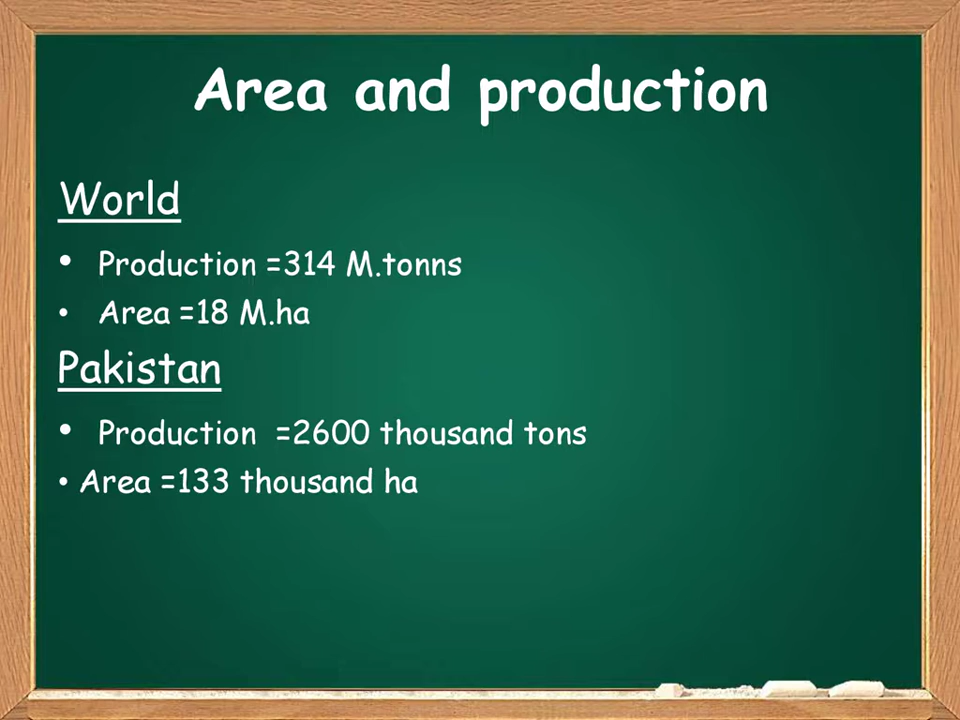 Area and production
World
• Production =314 M.tonns
• Area =18 M.ha
Pakistan
• Production =2600 thousand tons
• Area =133 thousand ha